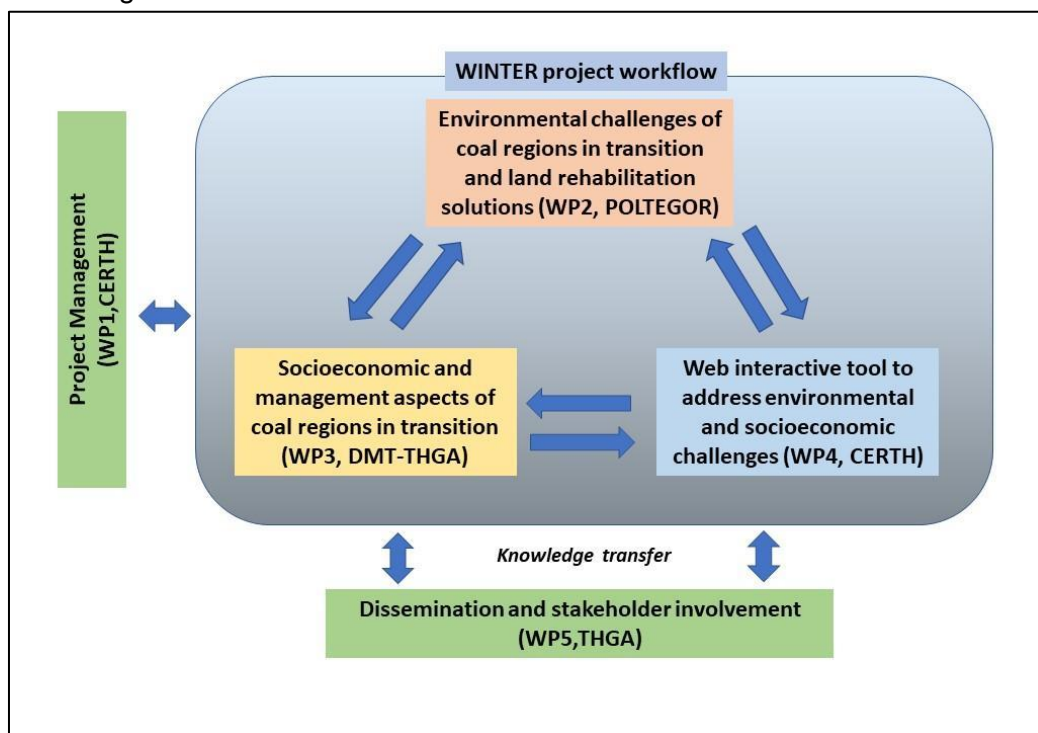 WINTER project workflow
Environmental challenges of
coal regions in transition
and land rehabilitation
solutions (WP2, POLTEGOR)
Project Management
(WP1,CERTH)
Socioeconomic and
management aspects of
coal regions in transition
(WP3, DMT-THGA)
Web interactive tool to
address environmental
and socioeconomic
challenges (WP4, CERTH)
Knowledge transfer
Dissemination and stakeholder involvement
(WP5,THGA)